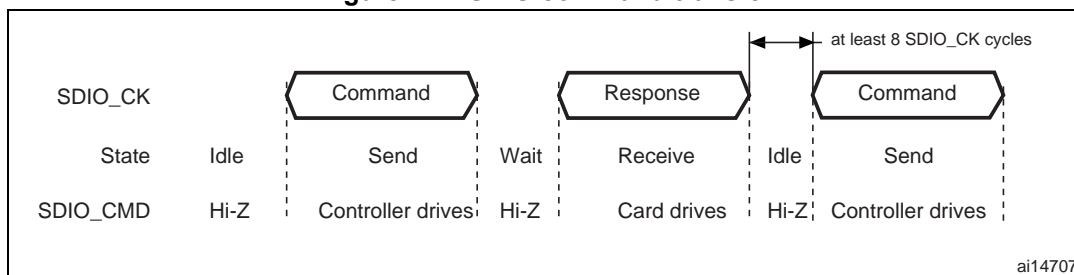 at least 8 SDIO_CK cycles
SDIO_CK Command Response Command
State Idle Send Wait Receive Idle Send
SDIO_CMD Hi-Z Controller drives Hi-Z Card drives Hi-Z Controller drives
ai14707